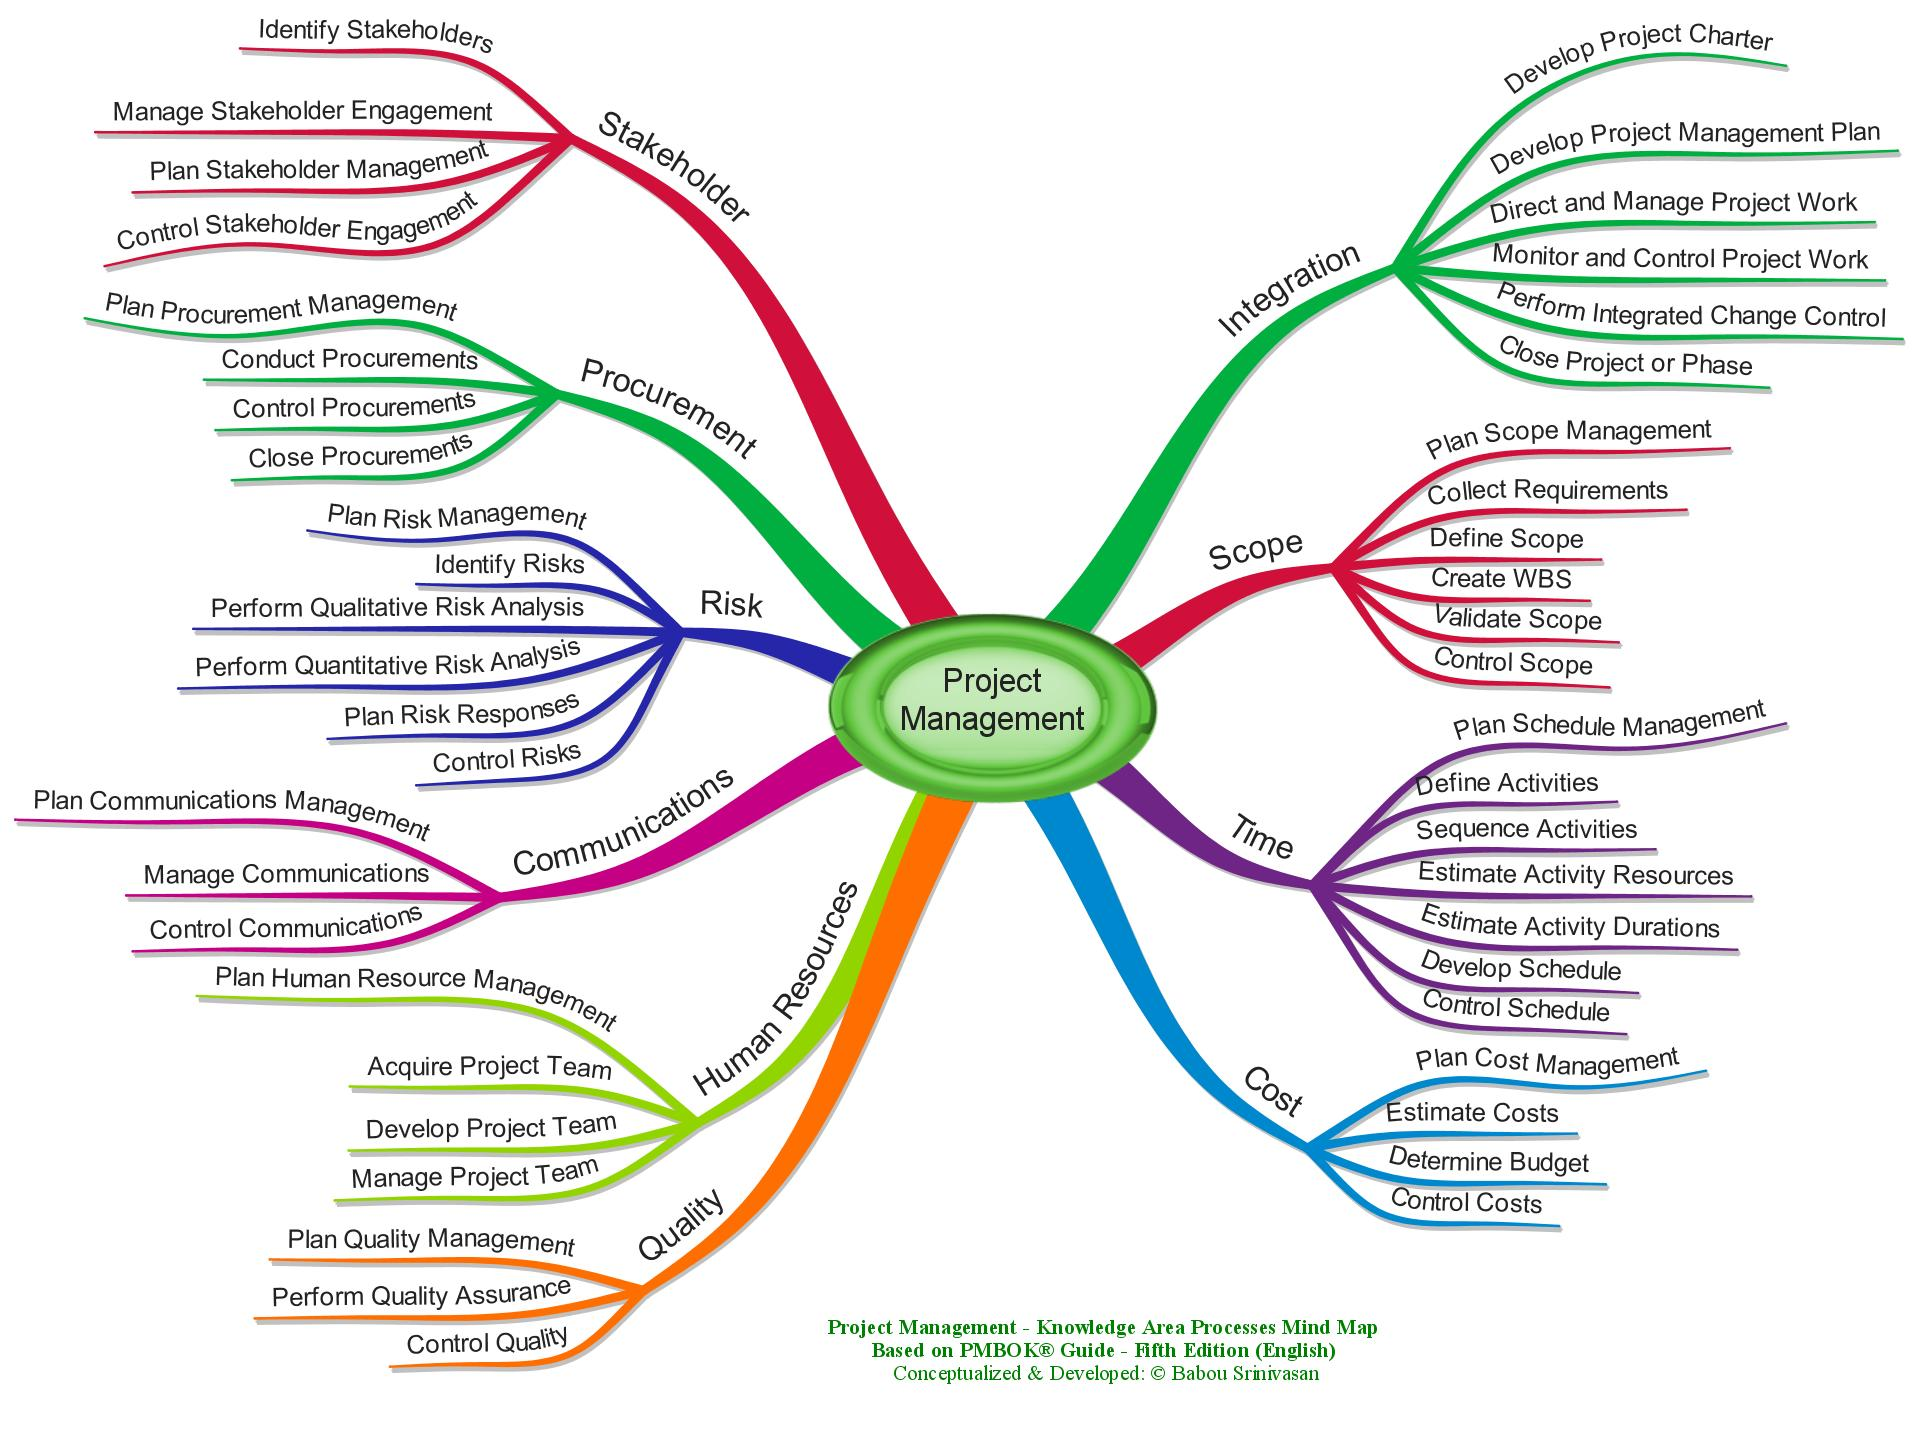 Project
Management
Integration
Develop Project Charter
Develop Project Management Plan
Direct and Manage Project Work
Monitor and Control Project Work
Perform Integrated Change Control
Close Project or Phase
Scope
Plan Scope Management
Collect Requirements
Define Scope
Create WBS
Validate Scope
Control Scope
Time
Plan Schedule Management
Define Activities
Sequence Activities
Estimate Activity Resources
Estimate Activity Durations
Develop Schedule
Control Schedule
Cost
Plan Cost Management
Estimate Costs
Determine Budget
Control Costs
Quality
Plan Quality Management
Perform Quality Assurance
Control Quality
Human Resources
Plan Human Resource Management
Acquire Project Team
Develop Project Team
Manage Project Team
Communications
Plan Communications Management
Manage Communications
Control Communications
Risk
Plan Risk Management
Identify Risks
Perform Qualitative Risk Analysis
Perform Quantitative Risk Analysis
Plan Risk Responses
Control Risks
Procurement
Plan Procurement Management
Conduct Procurements
Control Procurements
Close Procurements
Stakeholder
Identify Stakeholders
Manage Stakeholder Engagement
Plan Stakeholder Management
Control Stakeholder Engagement
Project Management - Knowledge Area Processes Mind Map
Based on PMBOK® Guide - Fifth Edition (English)
Conceptualized & Developed: © Babou Srinivasan